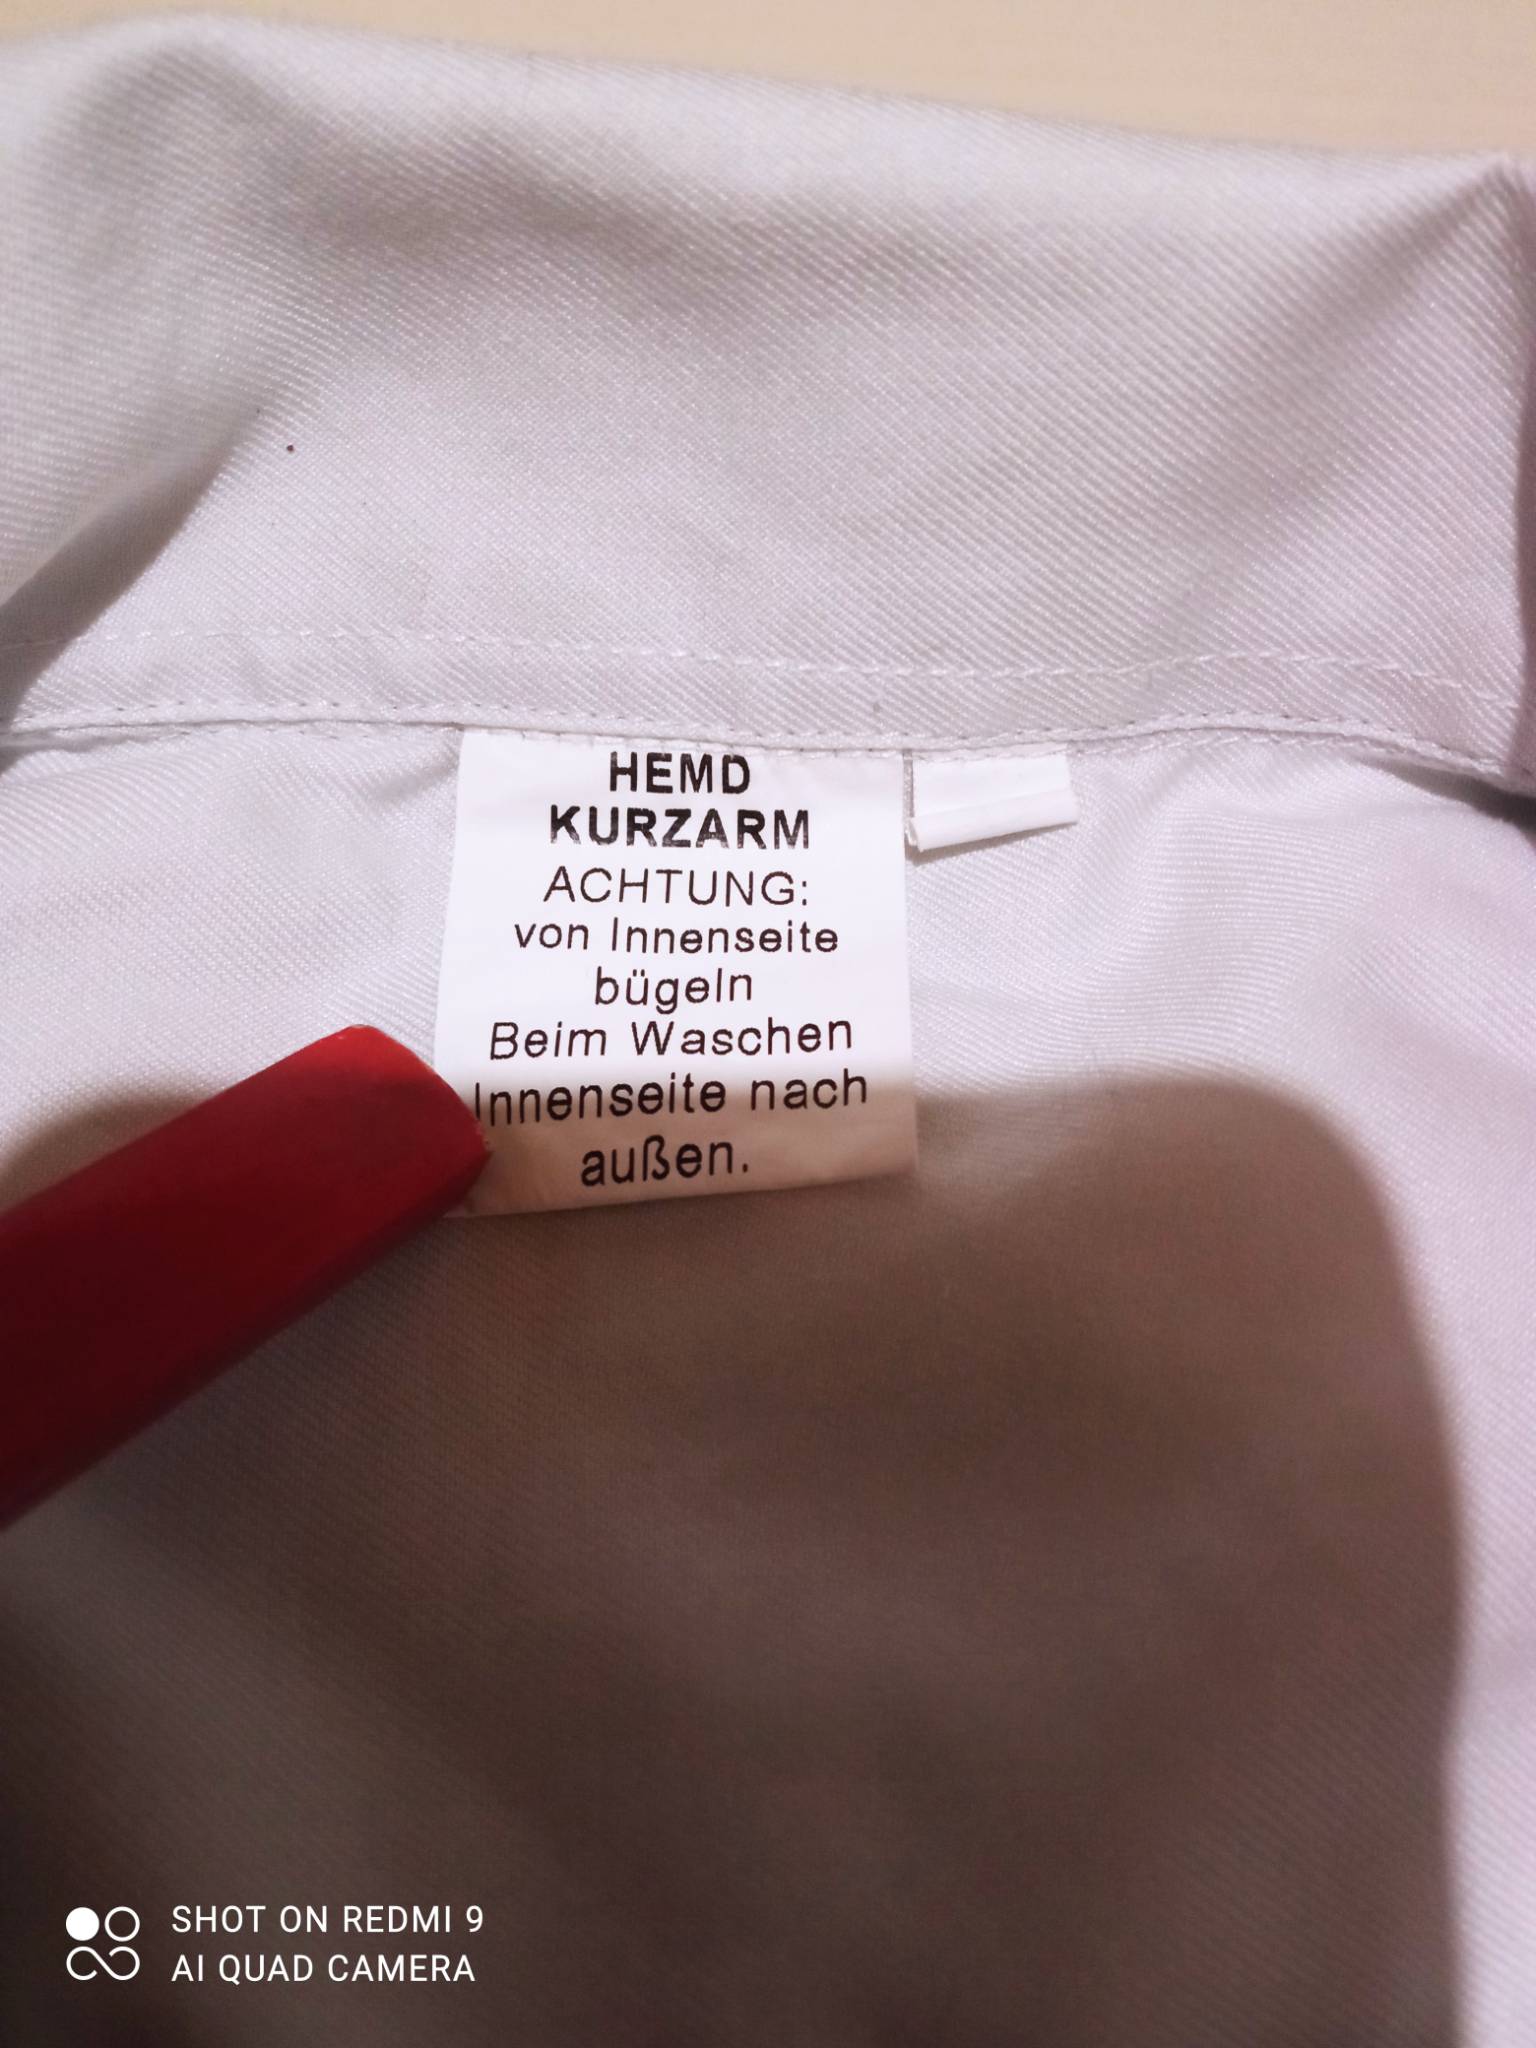 HEMD
KURZARM
ACHTUNG:
von Innenseite
bügeln
Beim Waschen
Innenseite nach
außen.
SHOT ON REDMI 9
AI QUAD CAMERA